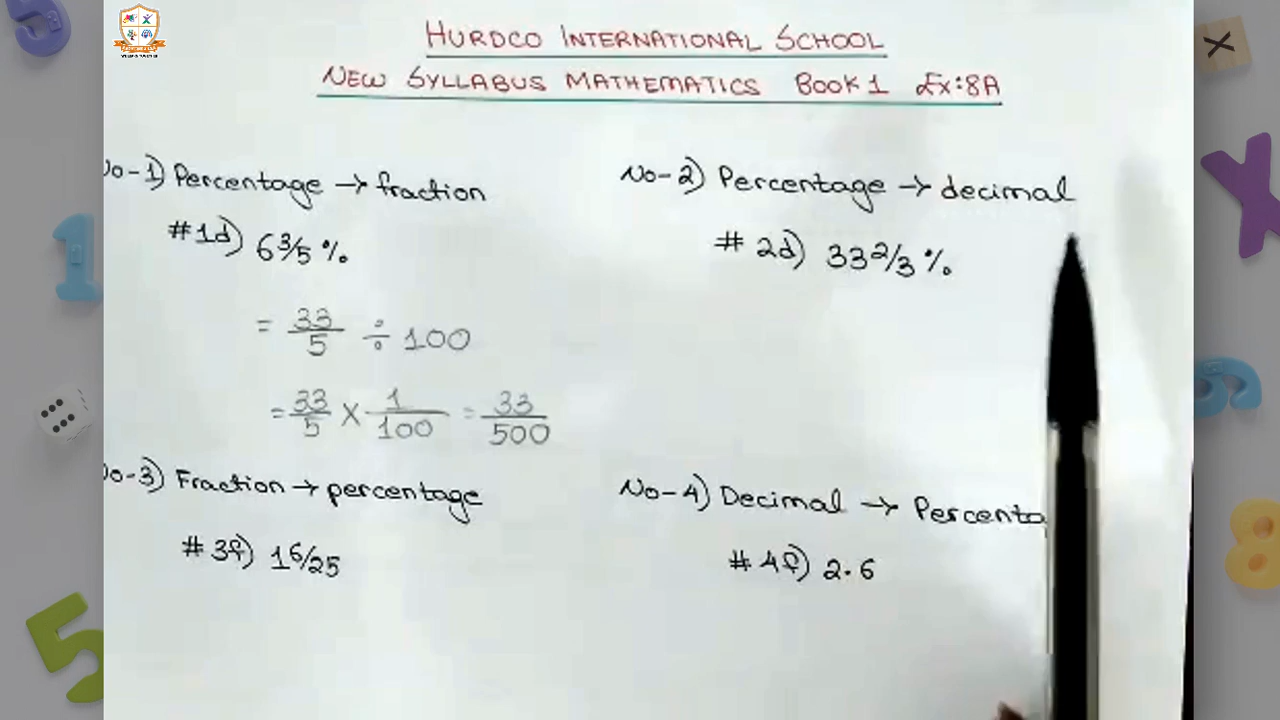 HURDCO INTERNATIONAL SCHOOL
NEW SYLLABUS MATHEMATICS BOOK 1 EX:8A
No-1) Percentage → fraction
#1d) 6 3/5 %
= 33/5 ÷ 100
= 33/5 × 1/100 = 33/500
No-2) Percentage → decimal
# 2d) 33 2/3 %
No-3) Fraction → percentage
# 3f) 1 6/25
No-4) Decimal → Percenta
# 4f) 2.6